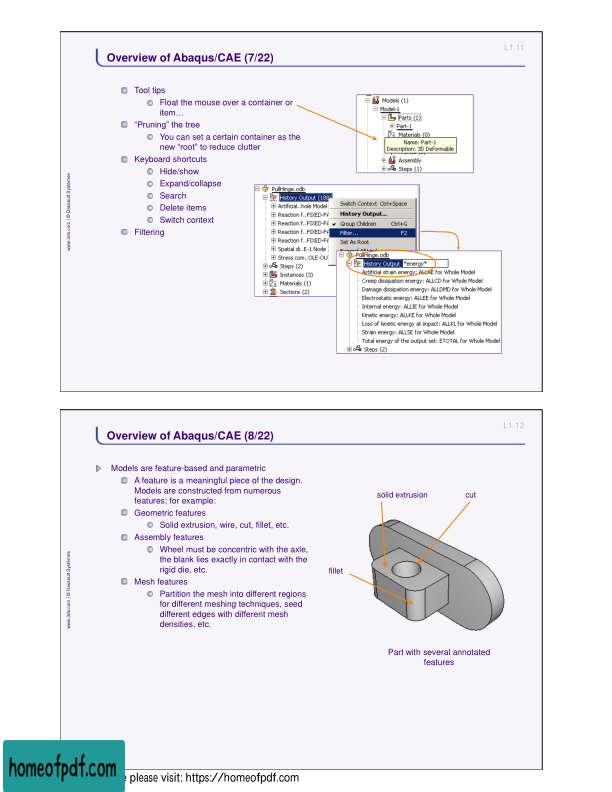 L1.11
Overview of Abaqus/CAE (7/22)
Tool tips
Float the mouse over a container or
item…
“Pruning” the tree
You can set a certain container as the
new “root” to reduce clutter
Keyboard shortcuts
Hide/show
Expand/collapse
Search
Delete items
Switch context
Filtering
Models (1)
Model-1
Parts (1)
Part-1
Materials (0)
Name: Part-1
Description: 3D Deformable
Assembly
Steps (1)
PullHinge.odb
History Output (188
Artificial..hole Model
Reaction f..FIXED-FA
Reaction f..FIXED-FA
Reaction f..FIXED-FA
Reaction f..FIXED-FA
Spatial di..E-1 Node
Stress com..OLE-OU
Steps (2)
Instances (3)
Materials (1)
Sections (2)
Switch Context Ctrl+Space
History Output...
Group Children Ctrl+G
Filter... F2
Set As Root
PullHinge.odb
History Output *energy*
Artificial strain energy: ALLAE for Whole Model
Creep dissipation energy: ALLCD for Whole Model
Damage dissipation energy: ALLDMD for Whole Model
Electrostatic energy: ALLEE for Whole Model
Internal energy: ALLIE for Whole Model
Kinetic energy: ALLKE for Whole Model
Loss of kinetic energy at impact: ALLKL for Whole Model
Strain energy: ALLSE for Whole Model
Total energy of the output set: ETOTAL for Whole Model
Steps (2)
www.3ds.com | © Dassault Systèmes
L1.12
Overview of Abaqus/CAE (8/22)
Models are feature-based and parametric
A feature is a meaningful piece of the design.
Models are constructed from numerous
features; for example:
Geometric features
Solid extrusion, wire, cut, fillet, etc.
Assembly features
Wheel must be concentric with the axle,
the blank lies exactly in contact with the
rigid die, etc.
Mesh features
Partition the mesh into different regions
for different meshing techniques, seed
different edges with different mesh
densities, etc.
solid extrusion
cut
fillet
Part with several annotated
features
www.3ds.com | © Dassault Systèmes
homeofpdf.com
please visit: https://homeofpdf.com